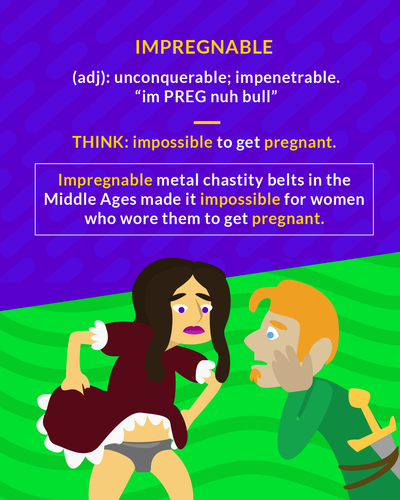 IMPREGNABLE
(adj): unconquerable; impenetrable.
“im PREG nuh bull”
THINK: impossible to get pregnant.
Impregnable metal chastity belts in the
Middle Ages made it impossible for women
who wore them to get pregnant.